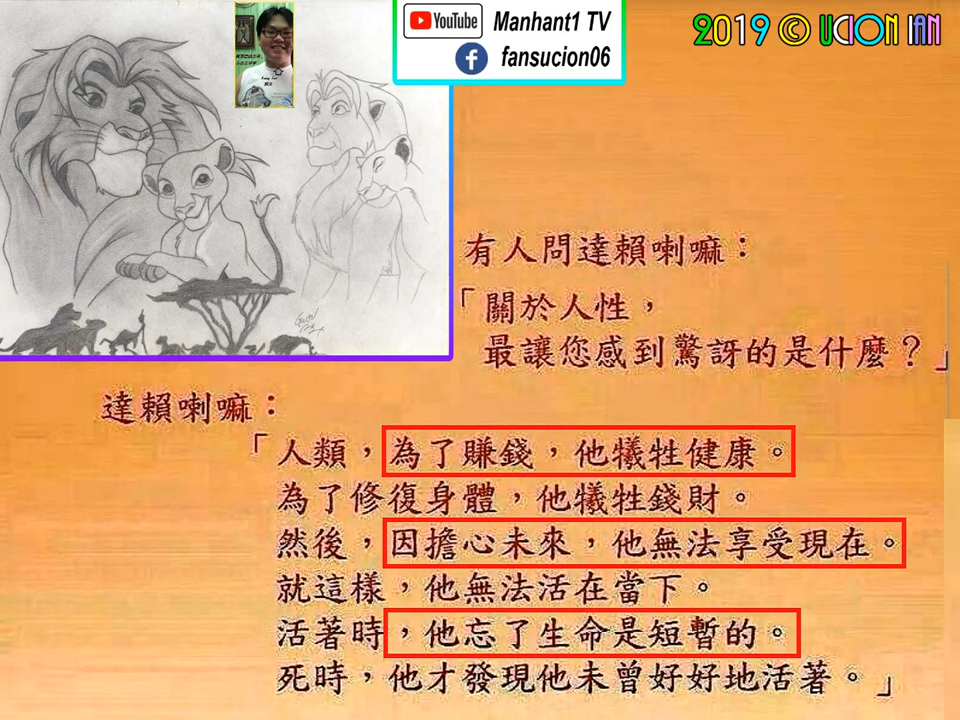 YouTube Manhant1 TV
fansucion06
2019 © UCION IAN
有人問達賴喇嘛：
「關於人性，
最讓您感到驚訝的是什麼？」
達賴喇嘛：
「人類，為了賺錢，他犧牲健康。
為了修復身體，他犧牲錢財。
然後，因擔心未來，他無法享受現在。
就這樣，他無法活在當下。
活著時，他忘了生命是短暫的。
死時，他才發現他未曾好好地活著。」